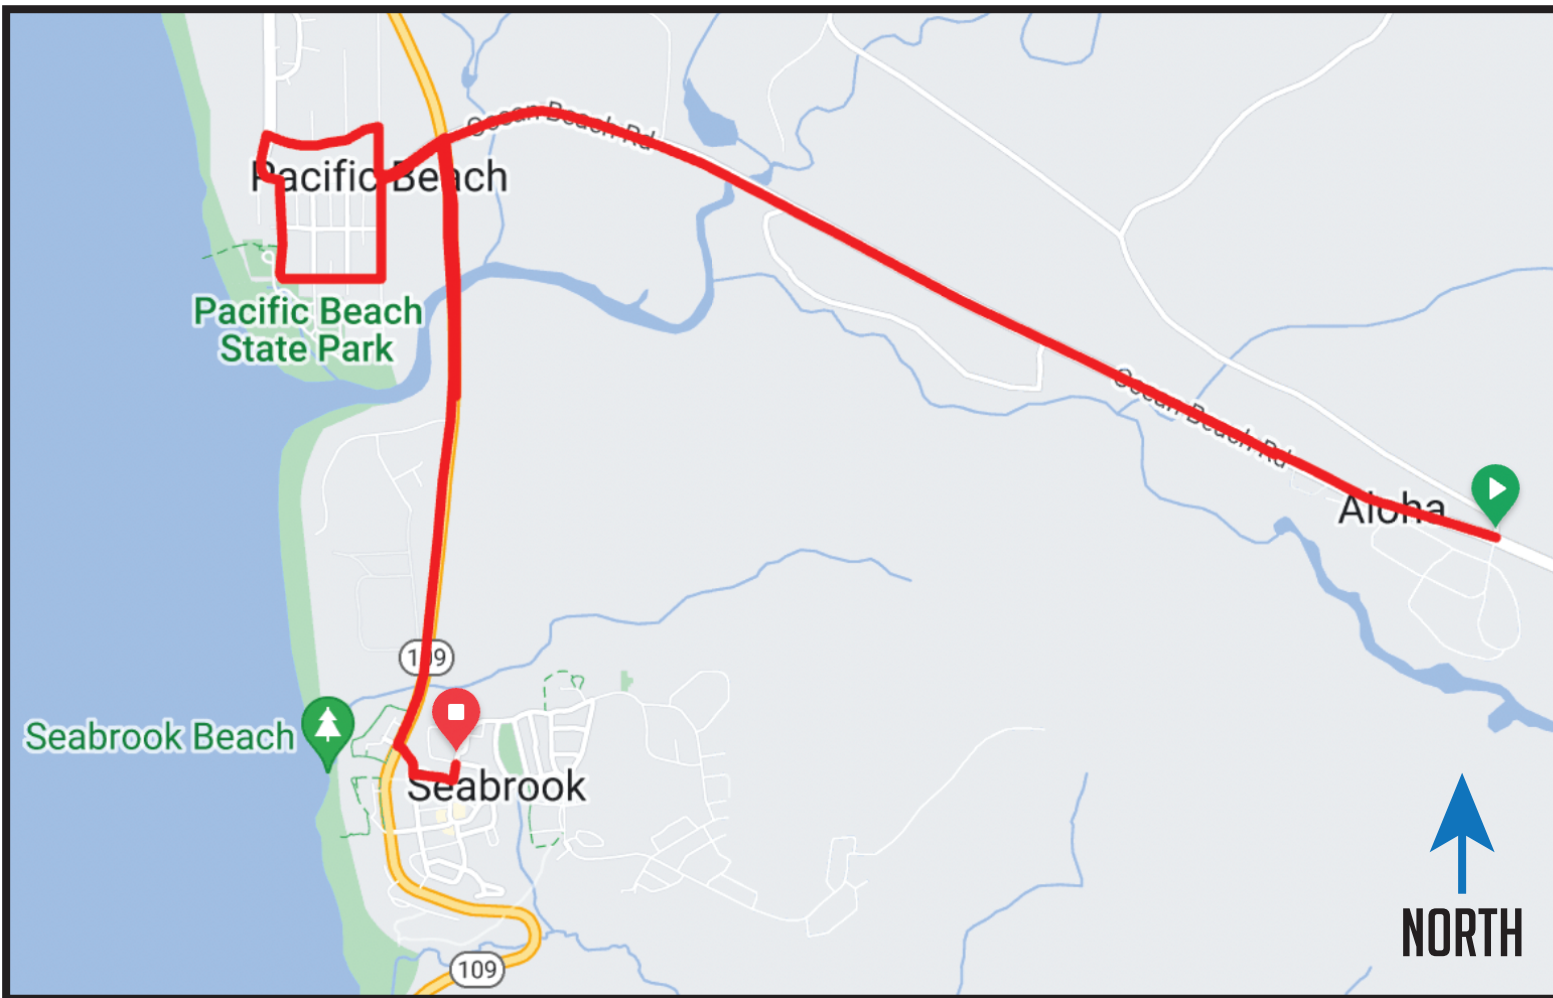 Ocean Beach Rd
Pacific Beach
Pacific Beach
State Park
Ocean Beach Rd
Aloha
109
Seabrook Beach
Seabrook
109
NORTH